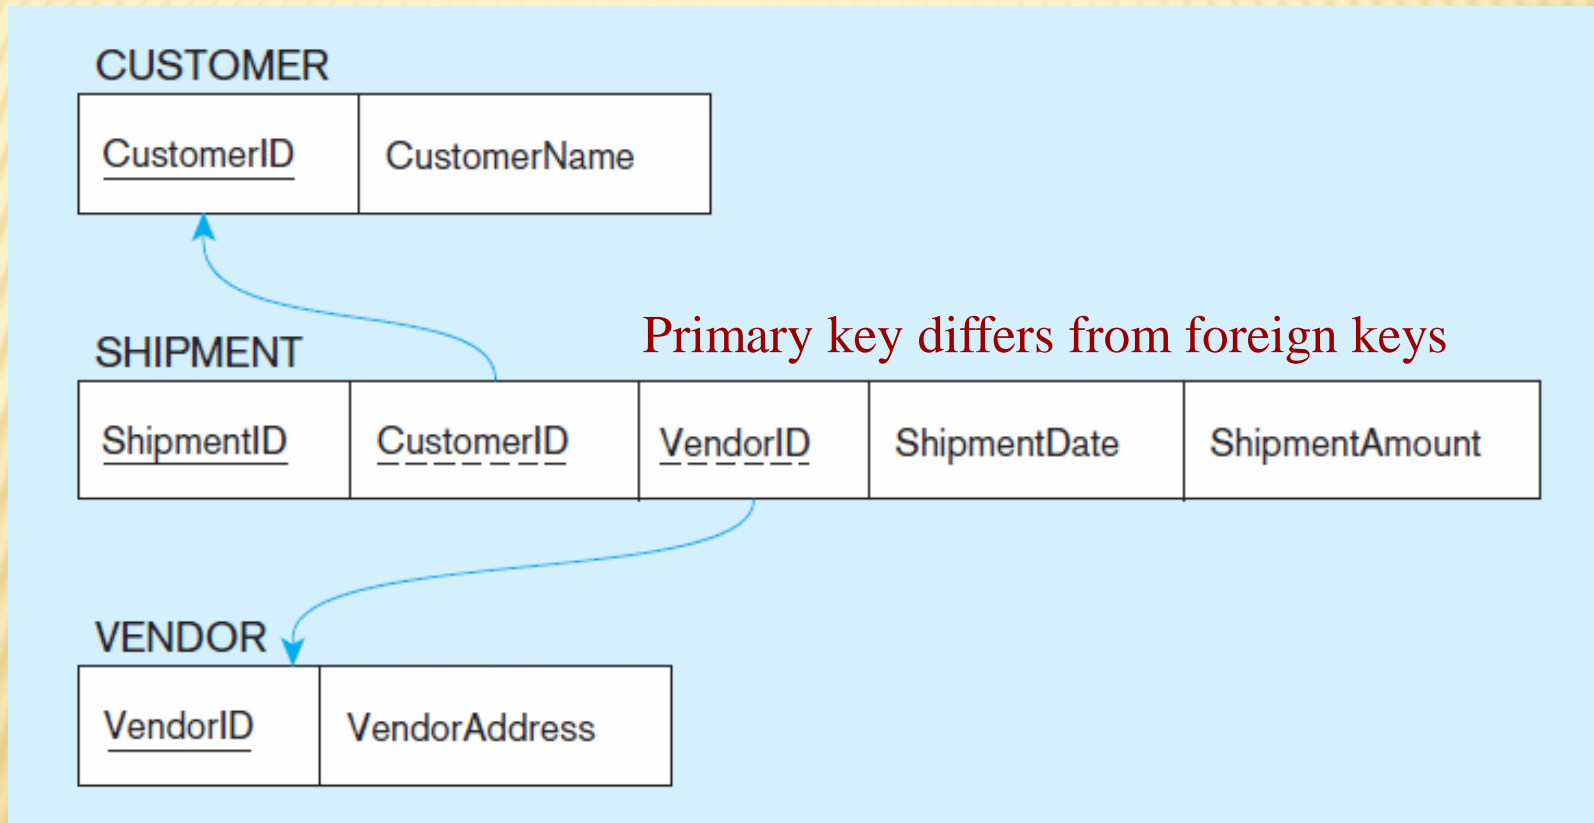 CUSTOMER
CustomerID CustomerName
Primary key differs from foreign keys
SHIPMENT
ShipmentID CustomerID VendorID ShipmentDate ShipmentAmount
VENDOR
VendorID VendorAddress